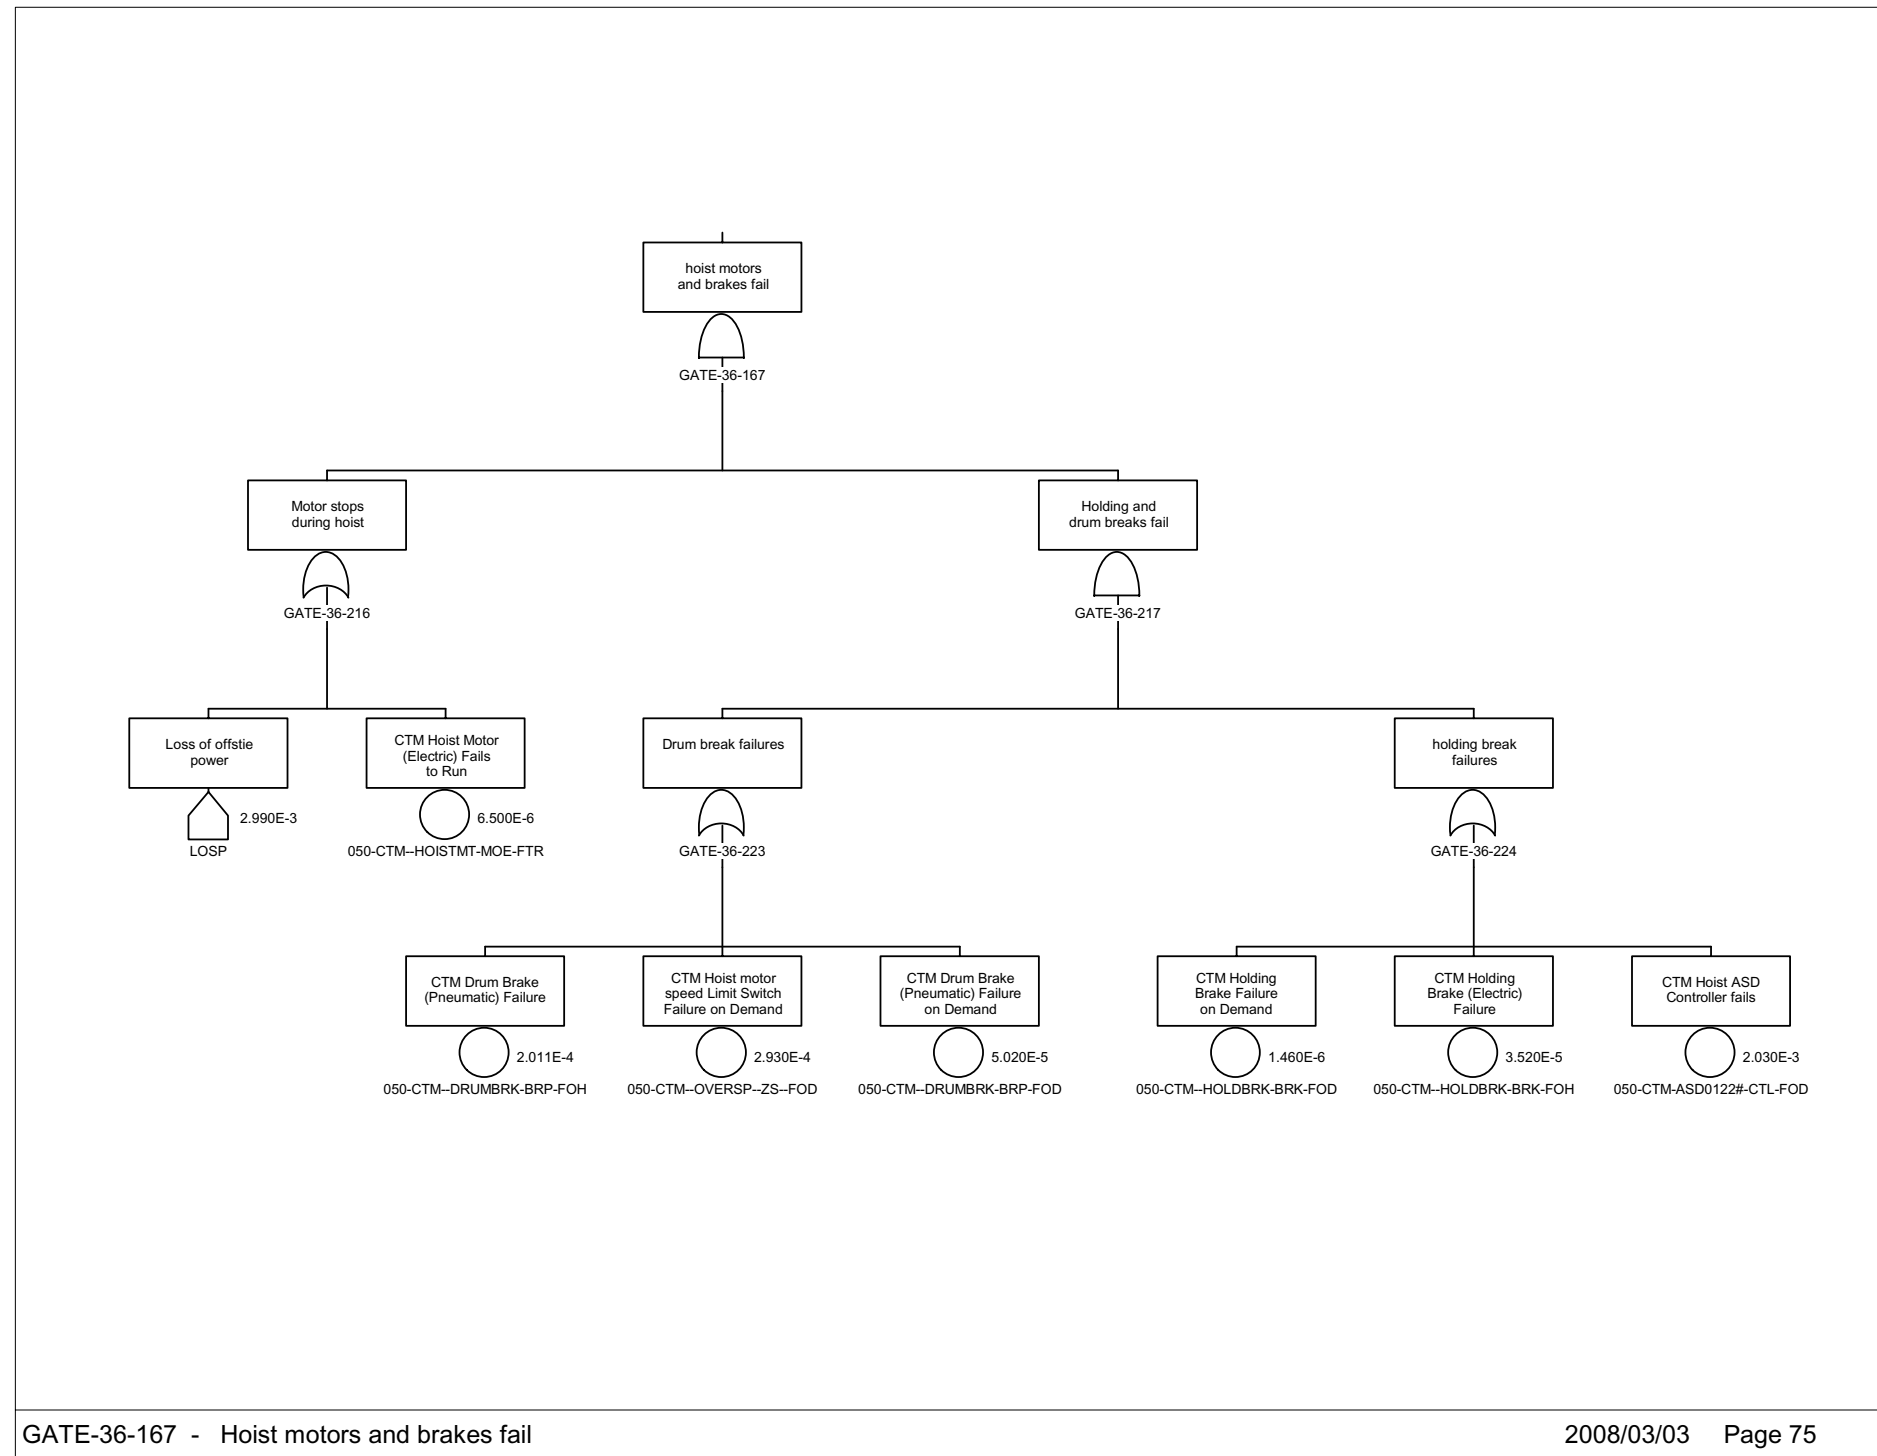 hoist motors
and brakes fail
GATE-36-167
Motor stops
during hoist
GATE-36-216
Holding and
drum breaks fail
GATE-36-217
Loss of offstie
power
2.990E-3
LOSP
CTM Hoist Motor
(Electric) Fails
to Run
6.500E-6
050-CTM--HOISTMT-MOE-FTR
Drum break failures
GATE-36-223
holding break
failures
GATE-36-224
CTM Drum Brake
(Pneumatic) Failure
2.011E-4
050-CTM--DRUMBRK-BRP-FOH
CTM Hoist motor
speed Limit Switch
Failure on Demand
2.930E-4
050-CTM--OVERSP--ZS--FOD
CTM Drum Brake
(Pneumatic) Failure
on Demand
5.020E-5
050-CTM--DRUMBRK-BRP-FOD
CTM Holding
Brake Failure
on Demand
1.460E-6
050-CTM--HOLDBRK-BRK-FOD
CTM Holding
Brake (Electric)
Failure
3.520E-5
050-CTM--HOLDBRK-BRK-FOH
CTM Hoist ASD
Controller fails
2.030E-3
050-CTM-ASD0122#-CTL-FOD
GATE-36-167 - Hoist motors and brakes fail
2008/03/03 Page 75